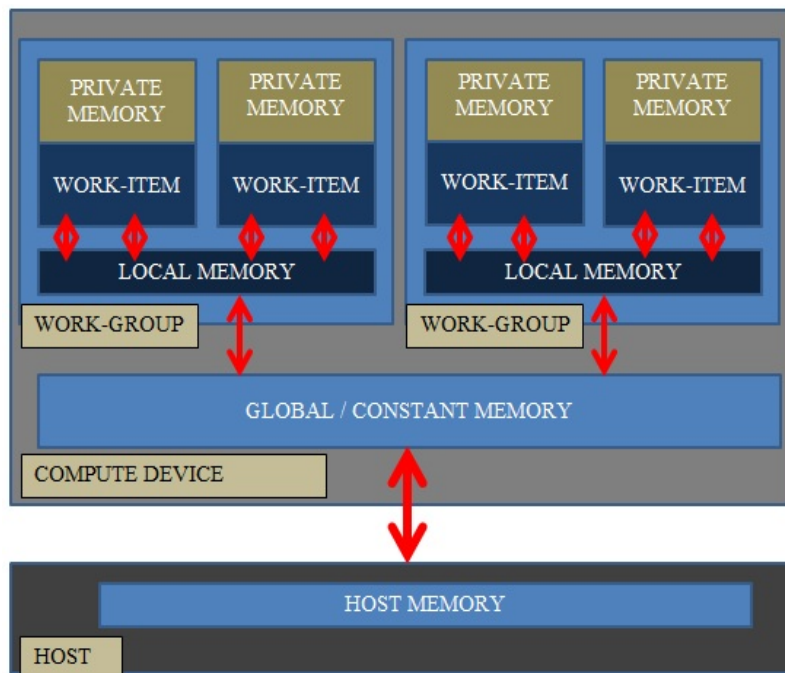 PRIVATE
MEMORY
PRIVATE
MEMORY
PRIVATE
MEMORY
PRIVATE
MEMORY
WORK-ITEM
WORK-ITEM
WORK-ITEM
WORK-ITEM
LOCAL MEMORY
LOCAL MEMORY
WORK-GROUP
WORK-GROUP
GLOBAL / CONSTANT MEMORY
COMPUTE DEVICE
HOST MEMORY
HOST